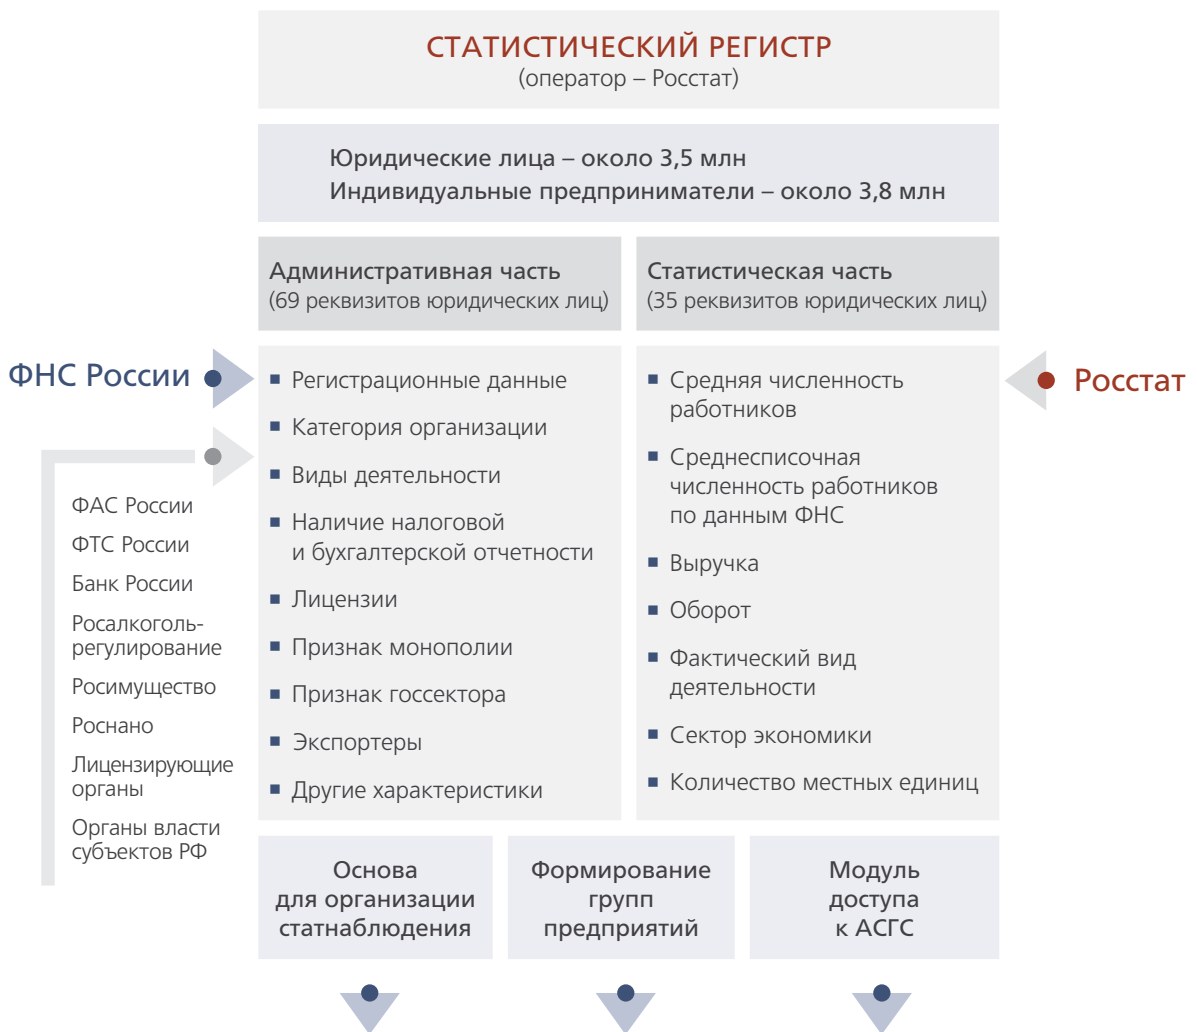 СТАТИСТИЧЕСКИЙ РЕГИСТР
(оператор – Росстат)
Юридические лица – около 3,5 млн
Индивидуальные предприниматели – около 3,8 млн
Административная часть
(69 реквизитов юридических лиц)
Статистическая часть
(35 реквизитов юридических лиц)
ФНС России
ФАС России
ФТС России
Банк России
Росалкоголь-
регулирование
Росимущество
Роснано
Лицензирующие
органы
Органы власти
субъектов РФ
Регистрационные данные
Категория организации
Виды деятельности
Наличие налоговой
и бухгалтерской отчетности
Лицензии
Признак монополии
Признак госсектора
Экспортеры
Другие характеристики
Средняя численность
работников
Среднесписочная
численность работников
по данным ФНС
Выручка
Оборот
Фактический вид
деятельности
Сектор экономики
Количество местных единиц
Росстат
Основа
для организации
статнаблюдения
Формирование
групп
предприятий
Модуль
доступа
к АСГС